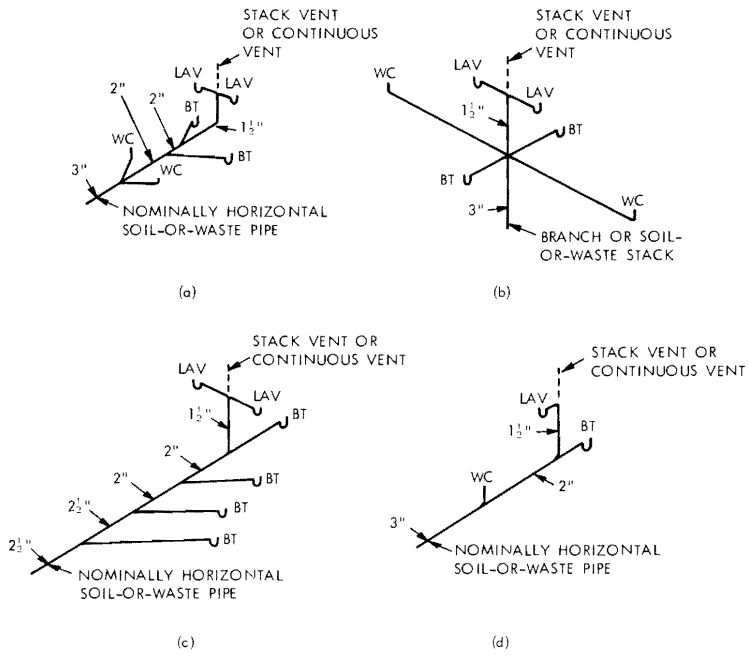 STACK VENT
OR CONTINUOUS
VENT
LAV
LAV
2"
2"
BT
1½"
WC
BT
3"
WC
NOMINALLY HORIZONTAL
SOIL-OR-WASTE PIPE
(a)
STACK VENT
OR CONTINUOUS
VENT
WC
LAV
LAV
1½"
BT
BT
WC
3"
BRANCH OR SOIL-
OR-WASTE STACK
(b)
STACK VENT OR
CONTINUOUS VENT
LAV
LAV
1½"
BT
2"
2"
BT
2½"
BT
2½"
BT
NOMINALLY HORIZONTAL
SOIL-OR-WASTE PIPE
(c)
STACK VENT OR
CONTINUOUS VENT
LAV
1½"
BT
WC
2"
3"
NOMINALLY HORIZONTAL
SOIL-OR-WASTE PIPE
(d)